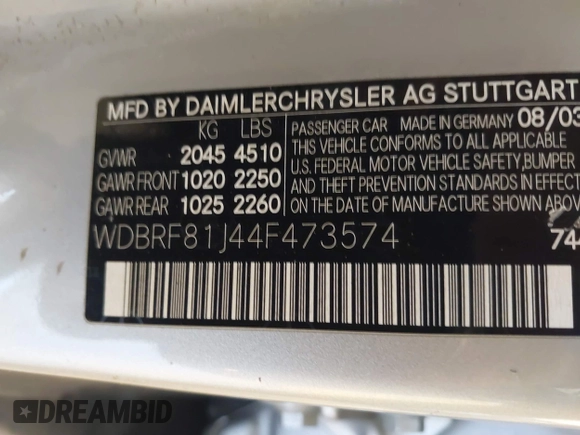 MFD BY DAIMLERCHRYSLER AG STUTTGART
KG LBS
GVWR 2045 4510
GAWR FRONT 1020 2250
GAWR REAR 1025 2260
PASSENGER CAR MADE IN GERMANY 08/03
THIS VEHICLE CONFORMS TO ALL APPLICABLE
U.S. FEDERAL MOTOR VEHICLE SAFETY, BUMPER
AND THEFT PREVENTION STANDARDS IN EFFECT
ON THE DATE OF MANUFACTURE SHOWN ABOVE
WDBRF81J44F473574
74
DREAMBID